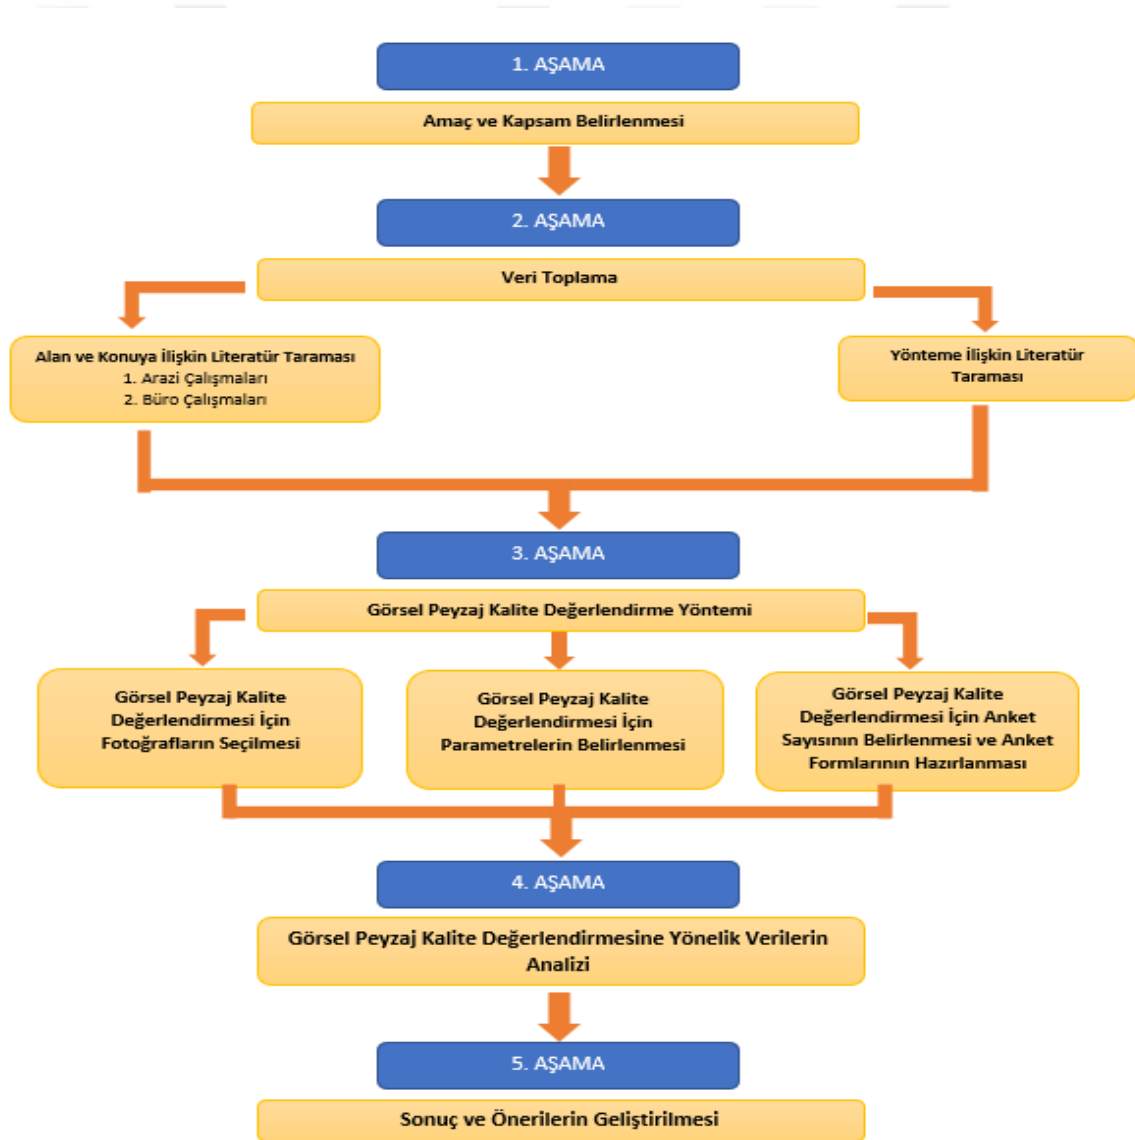 1. AŞAMA
Amaç ve Kapsam Belirlenmesi
2. AŞAMA
Veri Toplama
Alan ve Konuya İlişkin Literatür Taraması
1. Arazi Çalışmaları
2. Büro Çalışmaları
Yönteme İlişkin Literatür
Taraması
3. AŞAMA
Görsel Peyzaj Kalite Değerlendirme Yöntemi
Görsel Peyzaj Kalite
Değerlendirmesi İçin
Fotoğrafların Seçilmesi
Görsel Peyzaj Kalite
Değerlendirmesi İçin
Parametrelerin Belirlenmesi
Görsel Peyzaj Kalite
Değerlendirmesi İçin Anket
Sayısının Belirlenmesi ve Anket
Formlarının Hazırlanması
4. AŞAMA
Görsel Peyzaj Kalite Değerlendirmesine Yönelik Verilerin
Analizi
5. AŞAMA
Sonuç ve Önerilerin Geliştirilmesi